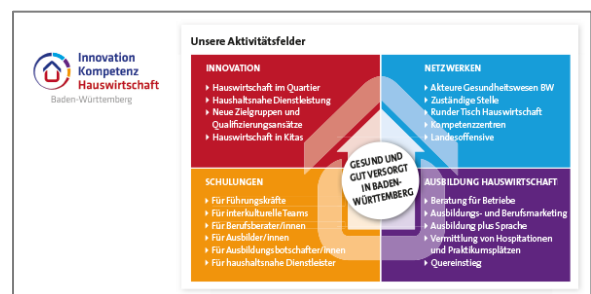 Innovation
Kompetenz
Hauswirtschaft
Baden-Württemberg
Unsere Aktivitätsfelder
INNOVATION
Hauswirtschaft im Quartier
Haushaltsnahe Dienstleistung
Neue Zielgruppen und
Qualifizierungsansätze
Hauswirtschaft in Kitas
NETZWERKEN
Akteure Gesundheitswesen BW
Zuständige Stelle
Runder Tisch Hauswirtschaft
Kompetenzzentren
Landesoffensive
GESUND UND
GUT VERSORGT
IN BADEN-
WÜRTTEMBERG
SCHULUNGEN
Für Führungskräfte
Für interkulturelle Teams
Für Berufsberater/innen
Für Ausbilder/innen
Für Ausbildungsbotschafter/innen
Für haushaltsnahe Dienstleister
AUSBILDUNG HAUSWIRTSCHAFT
Beratung für Betriebe
Ausbildungs- und Berufsmarketing
Ausbildung plus Sprache
Vermittlung von Hospitationen
und Praktikumsplätzen
Quereinstieg